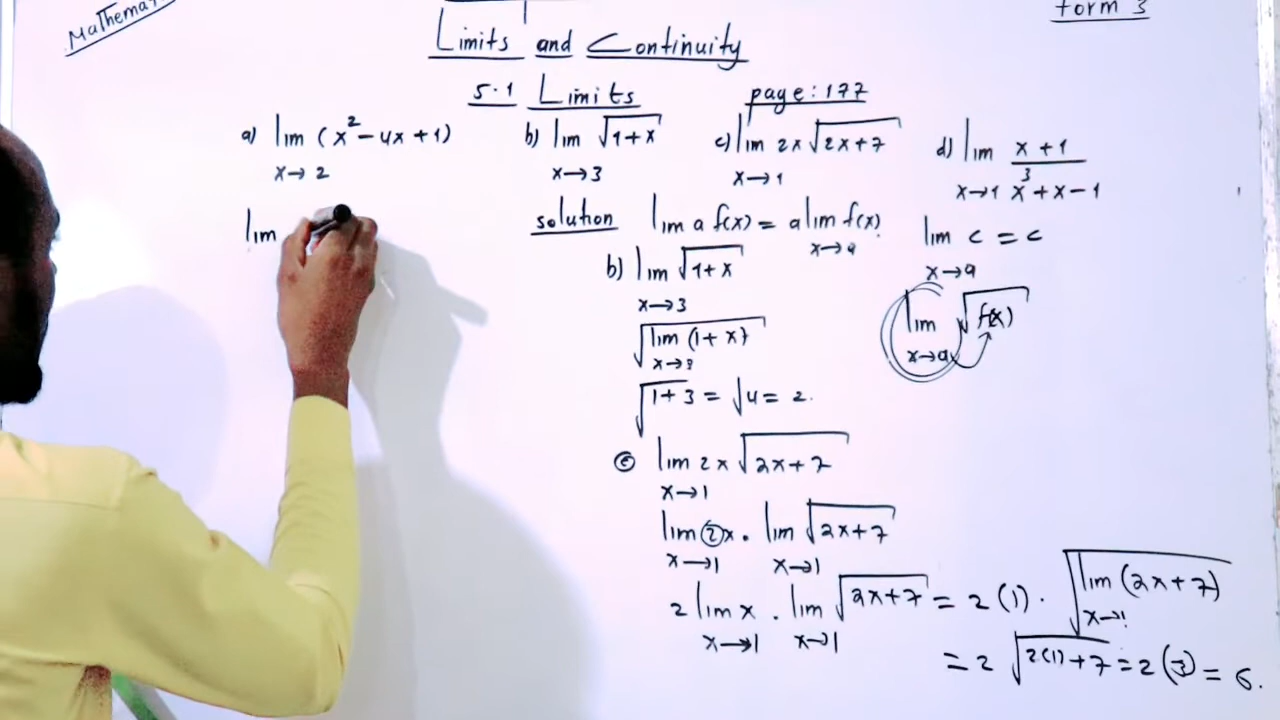 Mathema
form 3
Limits and Continuity
5.1 Limits page: 177
a) lim (x² - 4x + 1) b) lim √1+x c) lim 2x √2x+7 d) lim x + 1
x→2 x→3 x→1 x→1 x³ + x - 1
lim
solution lim a f(x) = a lim f(x)
x→a
lim c = c
x→a
lim √f(x)
x→a
b) lim √1+x
x→3
√lim (1+x)
x→3
√1+3 = √4 = 2.
c lim 2x √2x+7
x→1
lim 2x . lim √2x+7
x→1 x→1
2 lim x . lim √2x+7 = 2(1) . √lim (2x+7)
x→1 x→1 x→1
= 2 √2(1)+7 = 2(3) = 6.